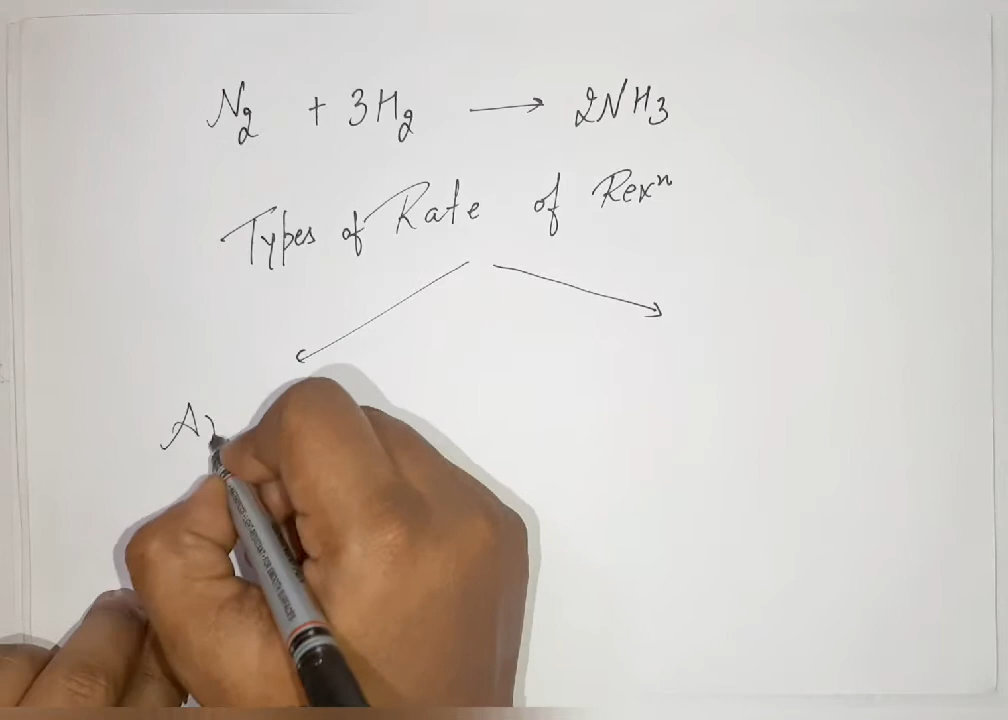 N₂ + 3H₂ → 2NH₃
Types of Rate of Rexⁿ
A